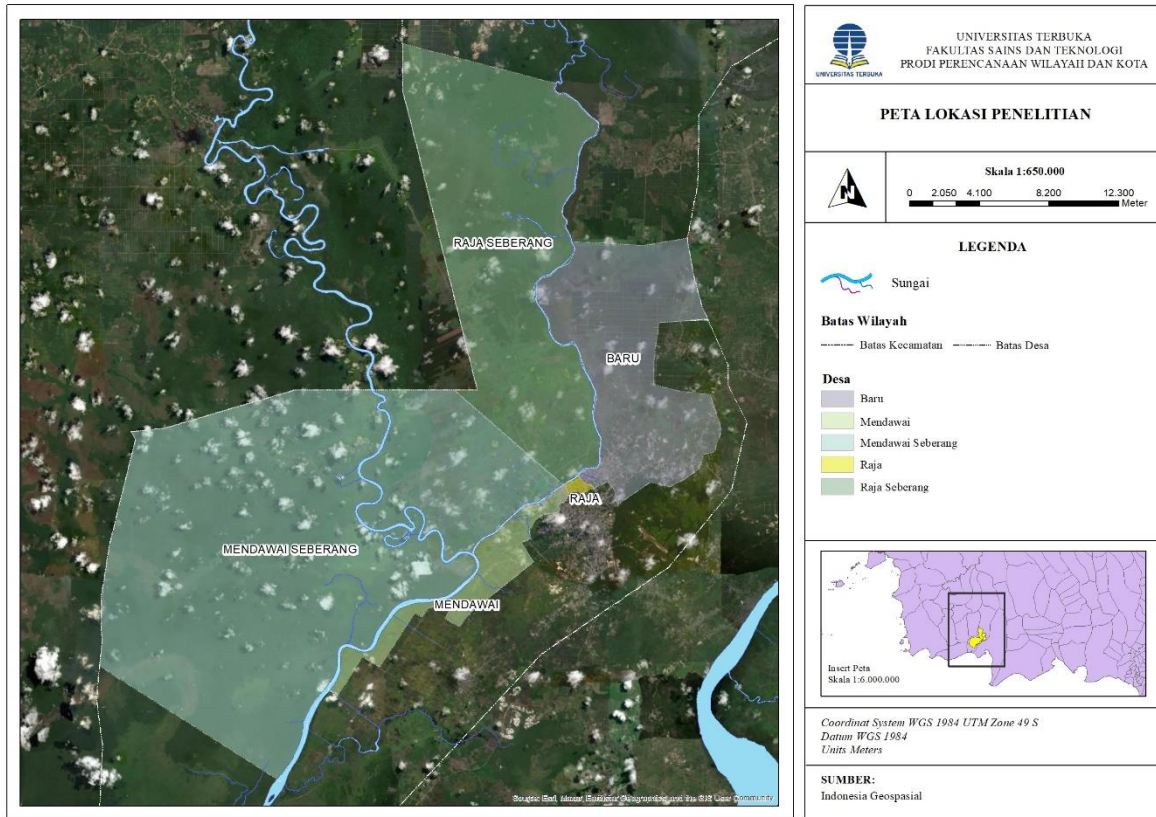 RAJA SEBERANG
BARU
RAJA
MENDAWAI SEBERANG
MENDAWAI
Source: Esri, Maxar, Earthstar Geographics, and the GIS User Community
UNIVERSITAS TERBUKA
UNIVERSITAS TERBUKA
FAKULTAS SAINS DAN TEKNOLOGI
PRODI PERENCANAAN WILAYAH DAN KOTA
PETA LOKASI PENELITIAN
N
Skala 1:650.000
0 2.050 4.100 8.200 12.300
Meter
LEGENDA
Sungai
Batas Wilayah
Batas Kecamatan Batas Desa
Desa
Baru
Mendawai
Mendawai Seberang
Raja
Raja Seberang
Insert Peta
Skala 1:6.000.000
Coordinat System WGS 1984 UTM Zone 49 S
Datum WGS 1984
Units Meters
SUMBER:
Indonesia Geospasial